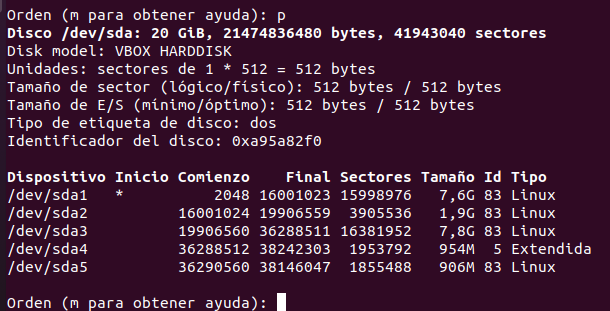 Orden (m para obtener ayuda): p
Disco /dev/sda: 20 GiB, 21474836480 bytes, 41943040 sectores
Disk model: VBOX HARDDISK
Unidades: sectores de 1 * 512 = 512 bytes
Tamaño de sector (lógico/físico): 512 bytes / 512 bytes
Tamaño de E/S (mínimo/óptimo): 512 bytes / 512 bytes
Tipo de etiqueta de disco: dos
Identificador del disco: 0xa95a82f0
Dispositivo Inicio Comienzo Final Sectores Tamaño Id Tipo
/dev/sda1 * 2048 16001023 15998976 7,6G 83 Linux
/dev/sda2 16001024 19906559 3905536 1,9G 83 Linux
/dev/sda3 19906560 36288511 16381952 7,8G 83 Linux
/dev/sda4 36288512 38242303 1953792 954M 5 Extendida
/dev/sda5 36290560 38146047 1855488 906M 83 Linux
Orden (m para obtener ayuda):